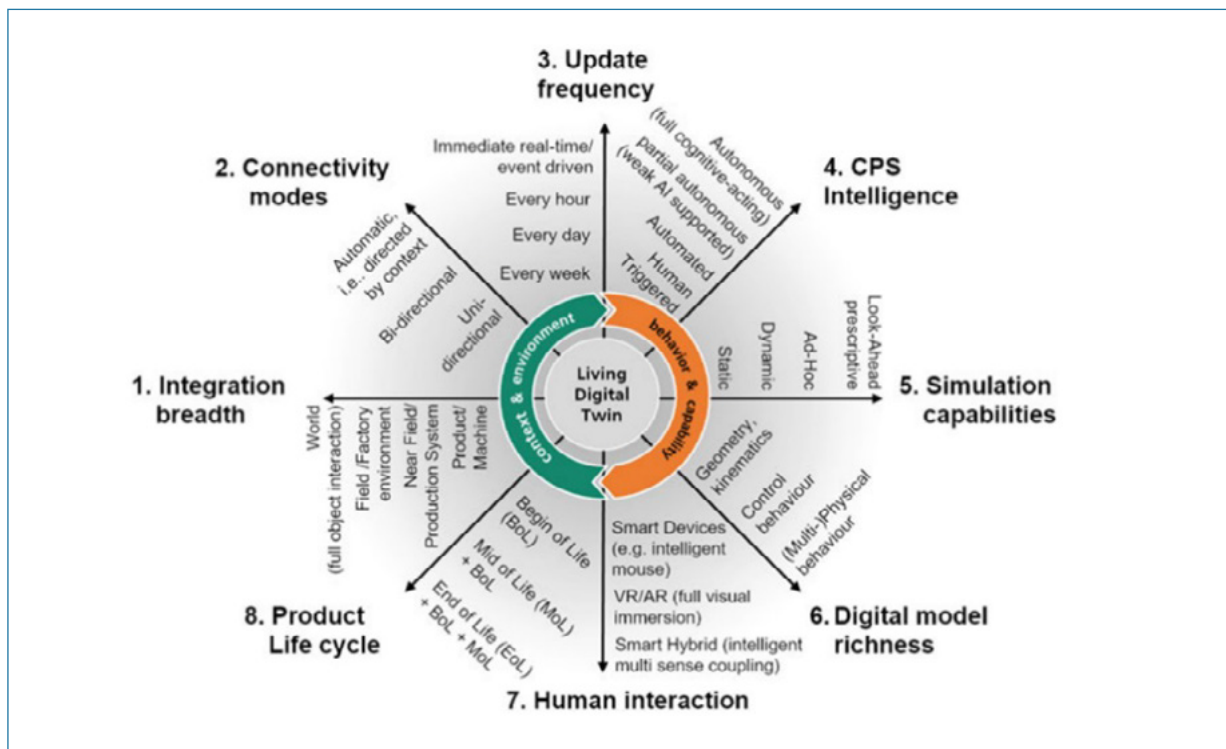 3. Update
frequency
Immediate real-time/
event driven
Every hour
Every day
Every week
2. Connectivity
modes
Automatic,
i.e., directed
by context
Bi-directional
Uni-
directional
4. CPS
Intelligence
Autonomous
(full cognitive-acting)
partial autonomous
(weak AI supported)
Automated
Human
Triggered
1. Integration
breadth
World
(full object interaction)
Field /Factory
environment
Near Field/
Production System
Product/
Machine
context & environment
behavior & capability
Living
Digital
Twin
Static
Dynamic
Ad-Hoc
Look-Ahead
prescriptive
5. Simulation
capabilities
Geometry,
kinematics
Control
behaviour
(Multi-)Physical
behaviour
6. Digital model
richness
Smart Devices
(e.g. intelligent
mouse)
VR/AR (full visual
immersion)
Smart Hybrid (intelligent
multi sense coupling)
7. Human interaction
Begin of Life
(BoL)
Mid of Life (MoL)
+ BoL
End of Life (EoL)
+ BoL + MoL
8. Product
Life cycle